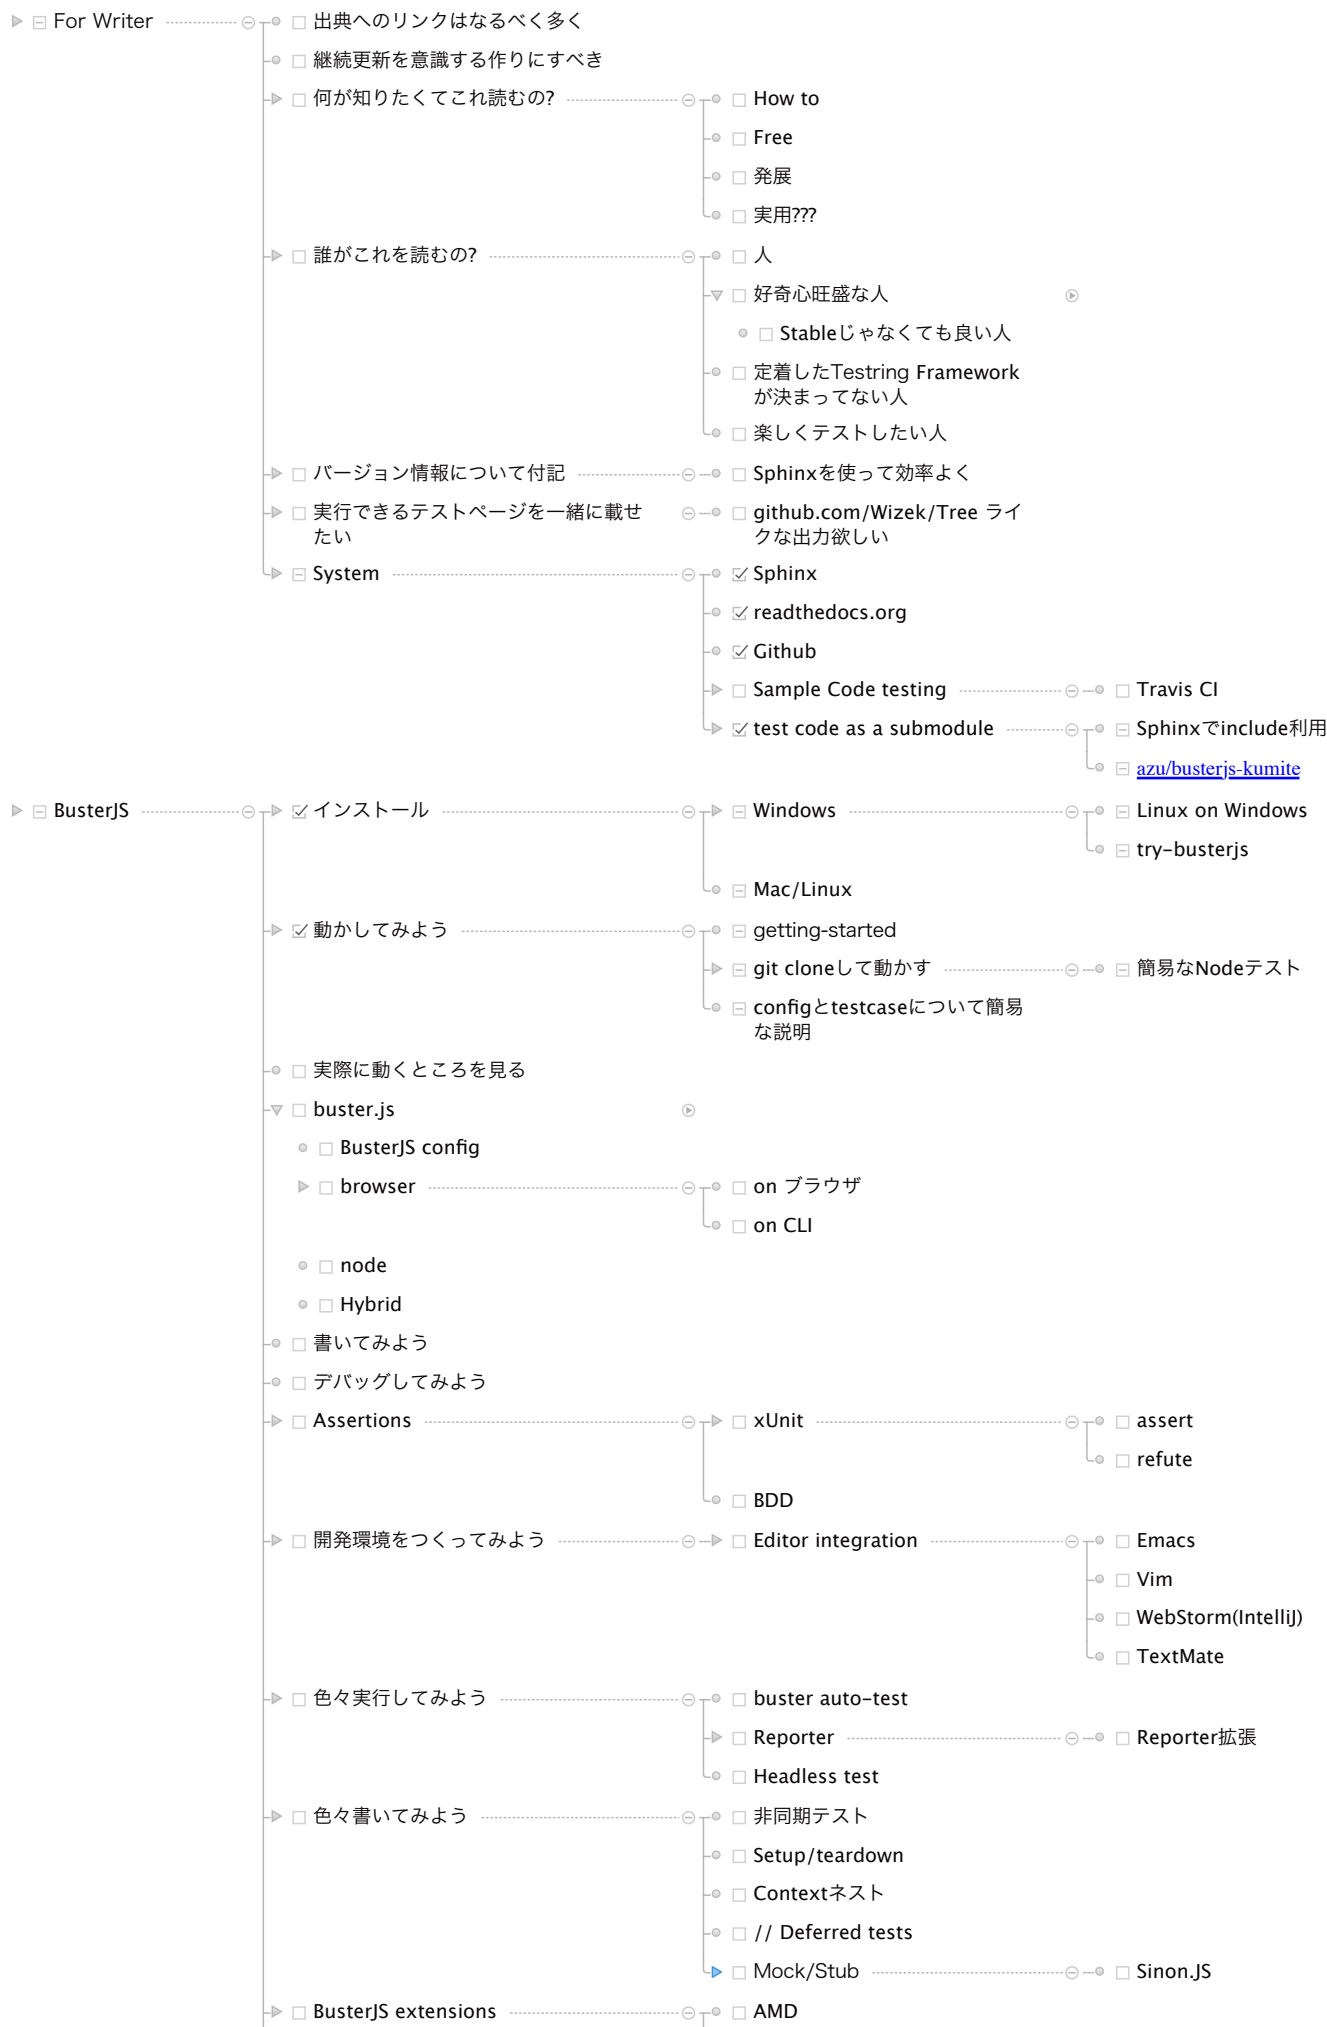 For Writer
出典へのリンクはなるべく多く
継続更新を意識する作りにすべき
何が知りたくてこれ読むの?
How to
Free
発展
実用???
誰がこれを読むの?
人
好奇心旺盛な人
Stableじゃなくても良い人
定着したTestring Framework
が決まってない人
楽しくテストしたい人
バージョン情報について付記
Sphinxを使って効率よく
実行できるテストページを一緒に載せ
たい
github.com/Wizek/Tree ライ
クな出力欲しい
System
Sphinx
readthedocs.org
Github
Sample Code testing
Travis CI
test code as a submodule
Sphinxでinclude利用
azu/busterjs-kumite
BusterJS
インストール
Windows
Linux on Windows
try-busterjs
Mac/Linux
動かしてみよう
getting-started
git cloneして動かす
簡易なNodeテスト
configとtestcaseについて簡易
な説明
実際に動くところを見る
buster.js
BusterJS config
browser
on ブラウザ
on CLI
node
Hybrid
書いてみよう
デバッグしてみよう
Assertions
xUnit
assert
refute
BDD
開発環境をつくってみよう
Editor integration
Emacs
Vim
WebStorm(IntelliJ)
TextMate
色々実行してみよう
buster auto-test
Reporter
Reporter拡張
Headless test
色々書いてみよう
非同期テスト
Setup/teardown
Contextネスト
// Deferred tests
Mock/Stub
Sinon.JS
BusterJS extensions
AMD